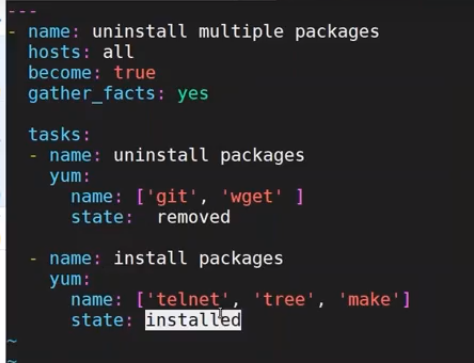 ---
- name: uninstall multiple packages
  hosts: all
  become: true
  gather_facts: yes

  tasks:
  - name: uninstall packages
    yum:
      name: ['git', 'wget' ]
      state:  removed

  - name: install packages
    yum:
      name: ['telnet', 'tree', 'make']
      state: installed
~
~